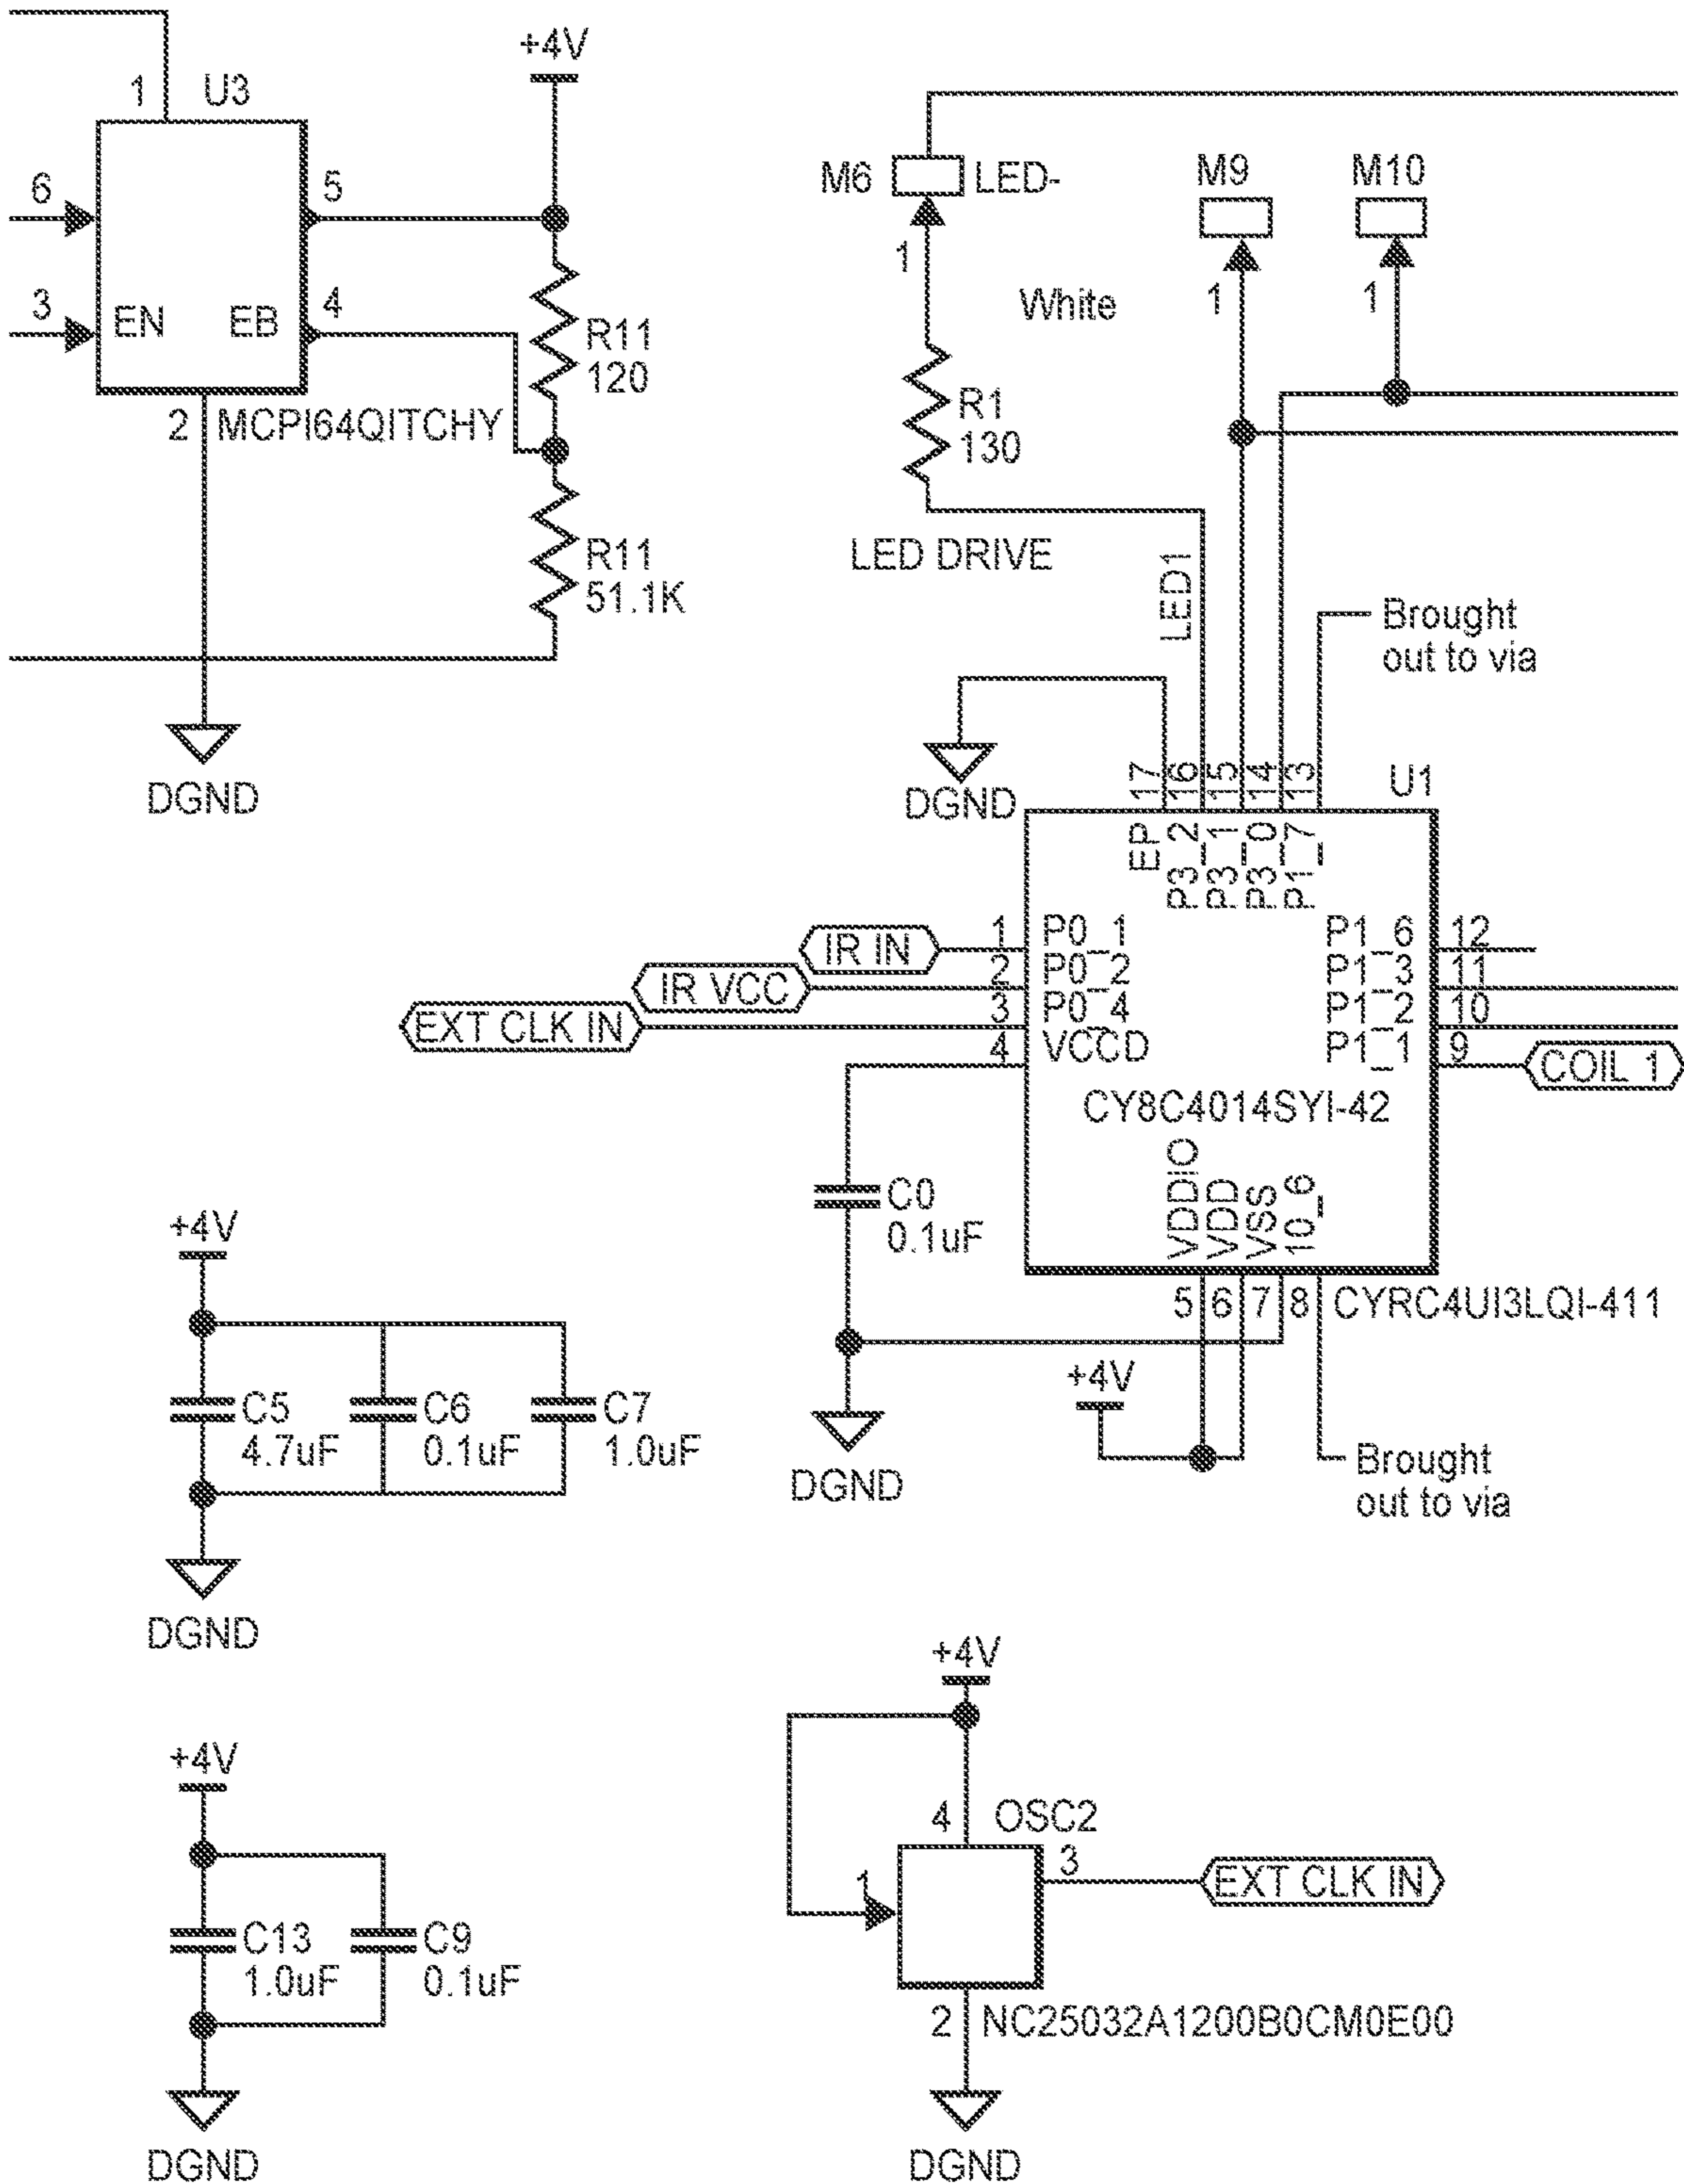 +4V
1
U3
6
5
3
EN
EB
4
2
MCPI64QITCHY
R11
120
R11
51.1K
DGND
M6
LED-
1
White
M9
1
M10
1
R1
130
LED DRIVE
LED1
Brought
out to via
DGND
17
16
15
14
13
U1
EP
P3_2
P3_1
P3_0
P1_7
IR IN
1
P0_1
P1_6
12
IR VCC
2
P0_2
P1_3
11
EXT CLK IN
3
P0_4
P1_2
10
4
VCCD
P1_1
9
COIL 1
CY8C4014SYI-42
VDDIO
VDD
VSS
10_6
C0
0.1uF
5
6
7
8
CYRC4UI3LQI-411
+4V
DGND
Brought
out to via
+4V
C5
4.7uF
C6
0.1uF
C7
1.0uF
DGND
+4V
C13
1.0uF
C9
0.1uF
DGND
+4V
4
OSC2
3
1
EXT CLK IN
2
NC25032A1200B0CM0E00
DGND